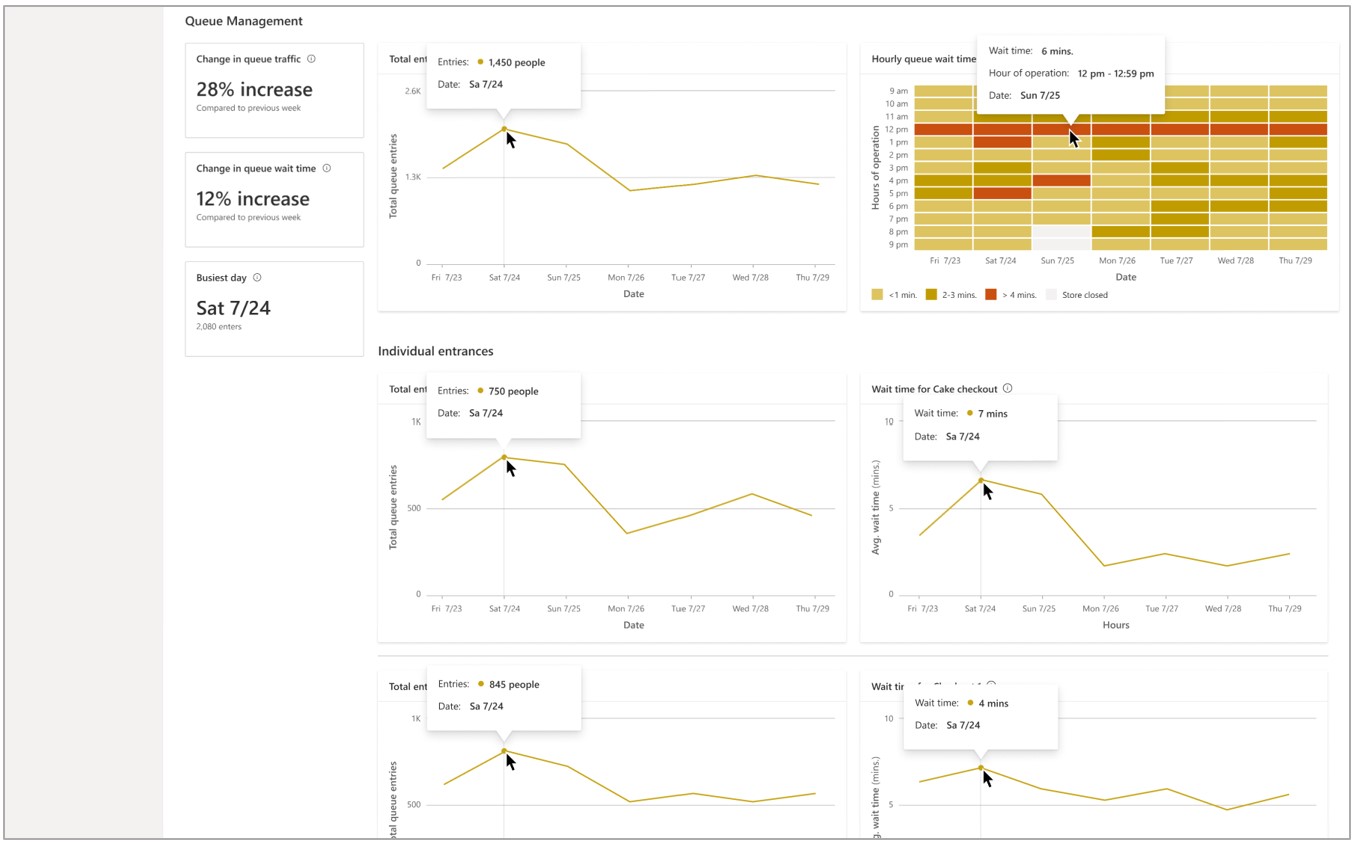 Queue Management
Change in queue traffic
28% increase
Compared to previous week
Change in queue wait time
12% increase
Compared to previous week
Busiest day
Sat 7/24
2,080 enters
Total
Entries: 1,450 people
Date: Sa 7/24
2.6K
1.3K
0
Total queue entries
Fri 7/23 Sat 7/24 Sun 7/25 Mon 7/26 Tue 7/27 Wed 7/28 Thu 7/29
Date
Hourly queue wait time
Wait time: 6 mins.
Hour of operation: 12 pm - 12:59 pm
Date: Sun 7/25
Hours of operation
9 am
10 am
11 am
12 pm
1 pm
2 pm
3 pm
4 pm
5 pm
6 pm
7 pm
8 pm
9 pm
Fri 7/23 Sat 7/24 Sun 7/25 Mon 7/26 Tue 7/27 Wed 7/28 Thu 7/29
Date
<1 min. 2-3 mins. > 4 mins. Store closed
Individual entrances
Total
Entries: 750 people
Date: Sa 7/24
1K
500
0
Total queue entries
Fri 7/23 Sat 7/24 Sun 7/25 Mon 7/26 Tue 7/27 Wed 7/28 Thu 7/29
Date
Wait time for Cake checkout
Wait time: 7 mins
Date: Sa 7/24
10
5
0
Avg. wait time (mins.)
Fri 7/23 Sat 7/24 Sun 7/25 Mon 7/26 Tue 7/27 Wed 7/28 Thu 7/29
Hours
Total
Entries: 845 people
Date: Sa 7/24
1K
500
queue entries
Wait
Wait time: 4 mins
Date: Sa 7/24
10
5
wait time (mins.)